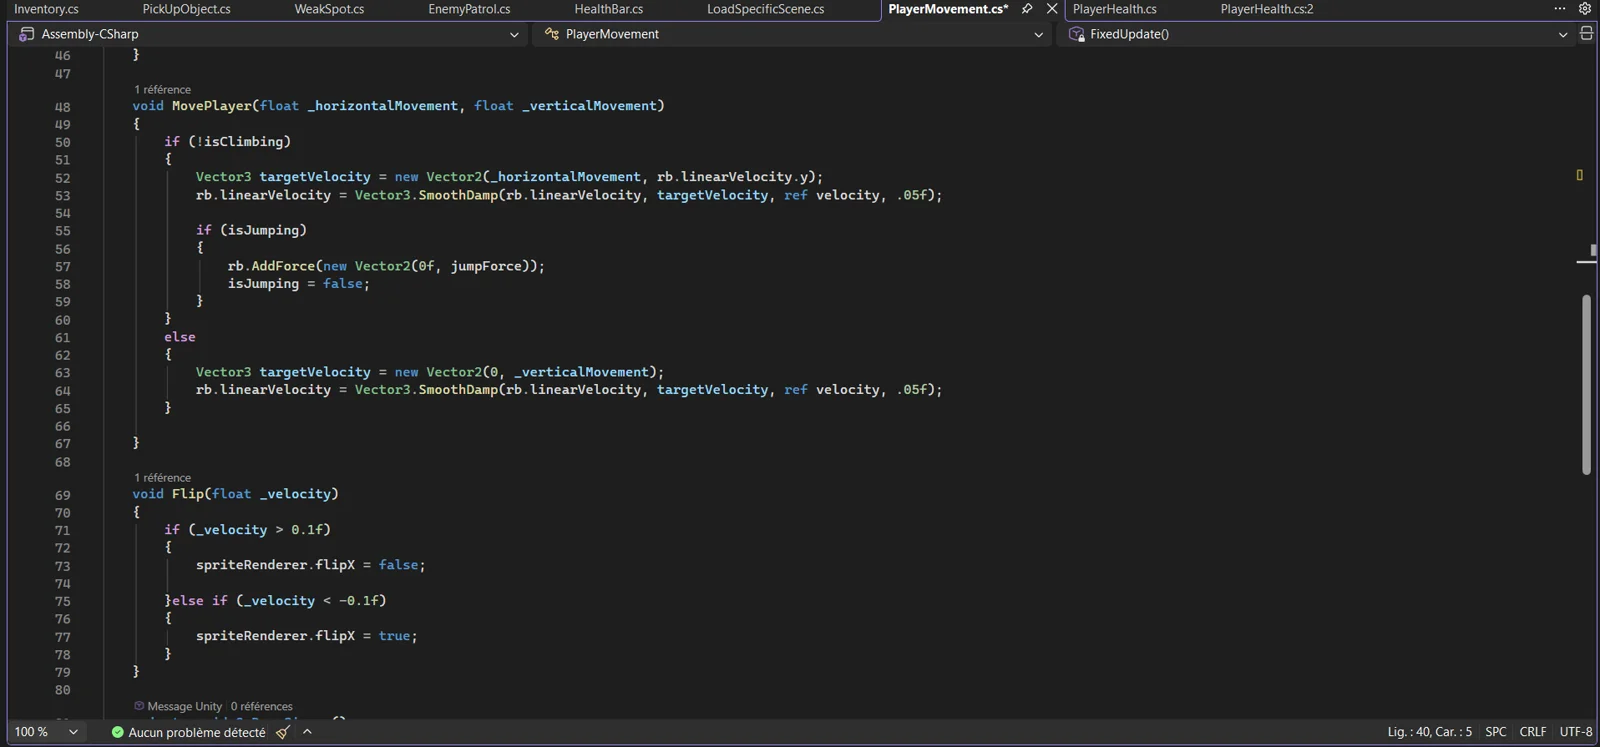 Inventory.cs PickUpObject.cs WeakSpot.cs EnemyPatrol.cs HealthBar.cs LoadSpecificScene.cs PlayerMovement.cs* PlayerHealth.cs PlayerHealth.cs:2
Assembly-CSharp PlayerMovement FixedUpdate()
46 }
47
1 référence
48 void MovePlayer(float _horizontalMovement, float _verticalMovement)
49 {
50 if (!isClimbing)
51 {
52 Vector3 targetVelocity = new Vector2(_horizontalMovement, rb.linearVelocity.y);
53 rb.linearVelocity = Vector3.SmoothDamp(rb.linearVelocity, targetVelocity, ref velocity, .05f);
54
55 if (isJumping)
56 {
57 rb.AddForce(new Vector2(0f, jumpForce));
58 isJumping = false;
59 }
60 }
61 else
62 {
63 Vector3 targetVelocity = new Vector2(0, _verticalMovement);
64 rb.linearVelocity = Vector3.SmoothDamp(rb.linearVelocity, targetVelocity, ref velocity, .05f);
65 }
66
67 }
68
1 référence
69 void Flip(float _velocity)
70 {
71 if (_velocity > 0.1f)
72 {
73 spriteRenderer.flipX = false;
74
75 }else if (_velocity < -0.1f)
76 {
77 spriteRenderer.flipX = true;
78 }
79 }
80
Message Unity | 0 références
100 % Aucun problème détecté Lig. : 40, Car. : 5 SPC CRLF UTF-8